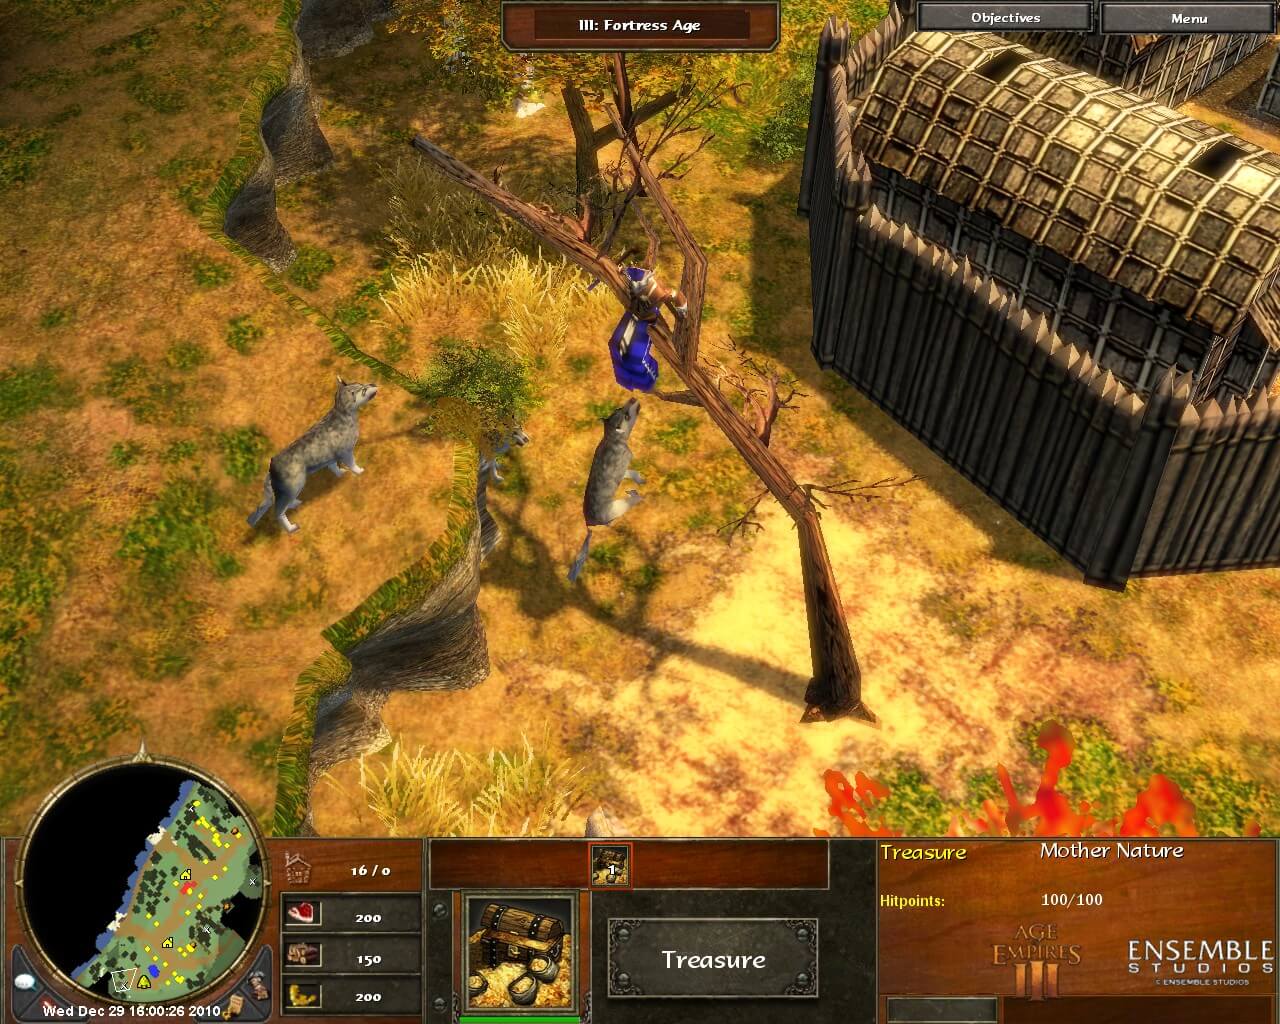 III: Fortress Age
Objectives
Menu
16 / 0
200
150
200
1
Treasure
Treasure
Mother Nature
Hitpoints:
100/100
AGE
EMPIRES
III
ENSEMBLE
STUDIOS
© ENSEMBLE STUDIOS
Wed Dec 29 16:00:26 2010